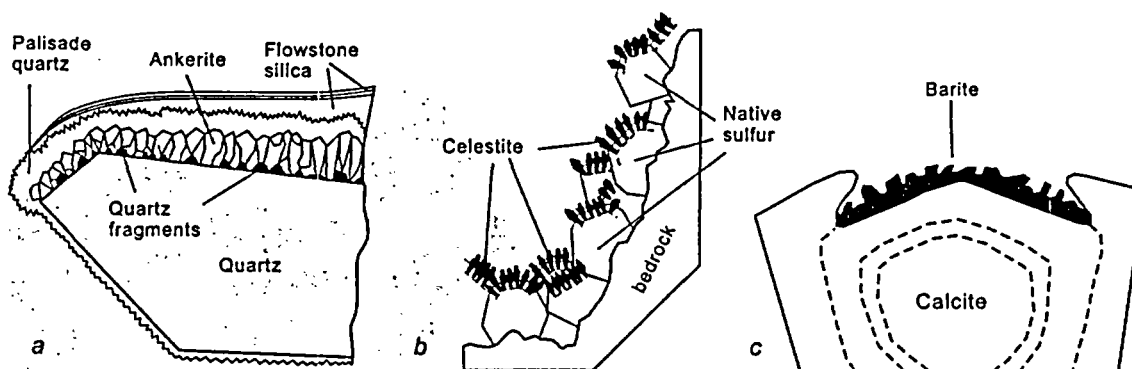 Palisade
quartz
Ankerite
Flowstone
silica
Quartz
fragments
Quartz
a
Celestite
Native
sulfur
bedrock
b
Barite
Calcite
c